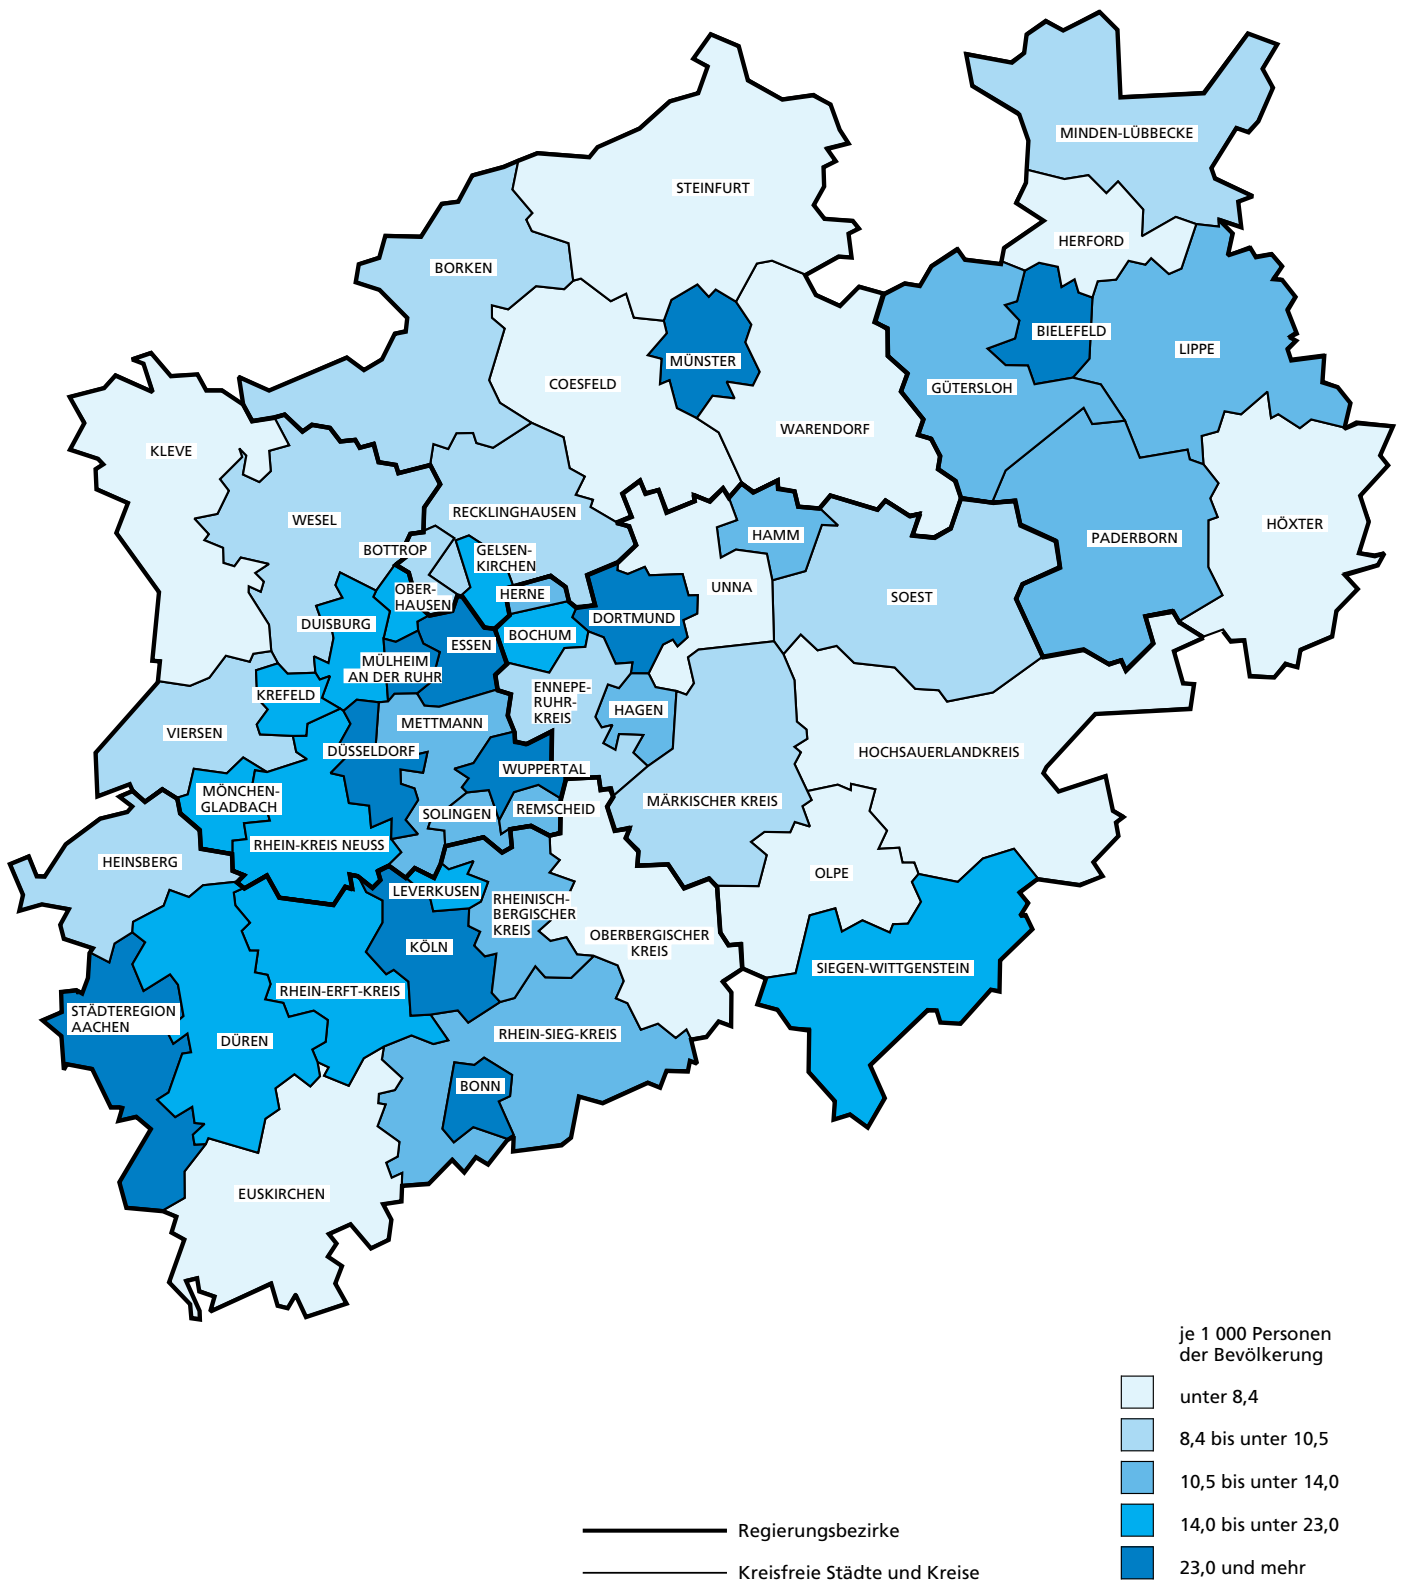 MINDEN-LÜBBECKE
STEINFURT
HERFORD
BORKEN
BIELEFELD
LIPPE
MÜNSTER
COESFELD
GÜTERSLOH
WARENDORF
KLEVE
RECKLINGHAUSEN
WESEL
HÖXTER
HAMM
PADERBORN
BOTTROP
GELSEN-
KIRCHEN
UNNA
OBER-
HAUSEN
HERNE
SOEST
DORTMUND
DUISBURG
BOCHUM
ESSEN
MÜLHEIM
AN DER RUHR
KREFELD
ENNEPE-
RUHR-
KREIS
HAGEN
METTMANN
VIERSEN
DÜSSELDORF
HOCHSAUERLANDKREIS
WUPPERTAL
MÖNCHEN-
GLADBACH
MÄRKISCHER KREIS
SOLINGEN
REMSCHEID
RHEIN-KREIS NEUSS
HEINSBERG
OLPE
LEVERKUSEN
RHEINISCH-
BERGISCHER
KREIS
OBERBERGISCHER
KREIS
KÖLN
SIEGEN-WITTGENSTEIN
RHEIN-ERFT-KREIS
STÄDTEREGION
AACHEN
RHEIN-SIEG-KREIS
DÜREN
BONN
EUSKIRCHEN
je 1 000 Personen
der Bevölkerung
unter 8,4
8,4 bis unter 10,5
10,5 bis unter 14,0
14,0 bis unter 23,0
23,0 und mehr
Regierungsbezirke
Kreisfreie Städte und Kreise